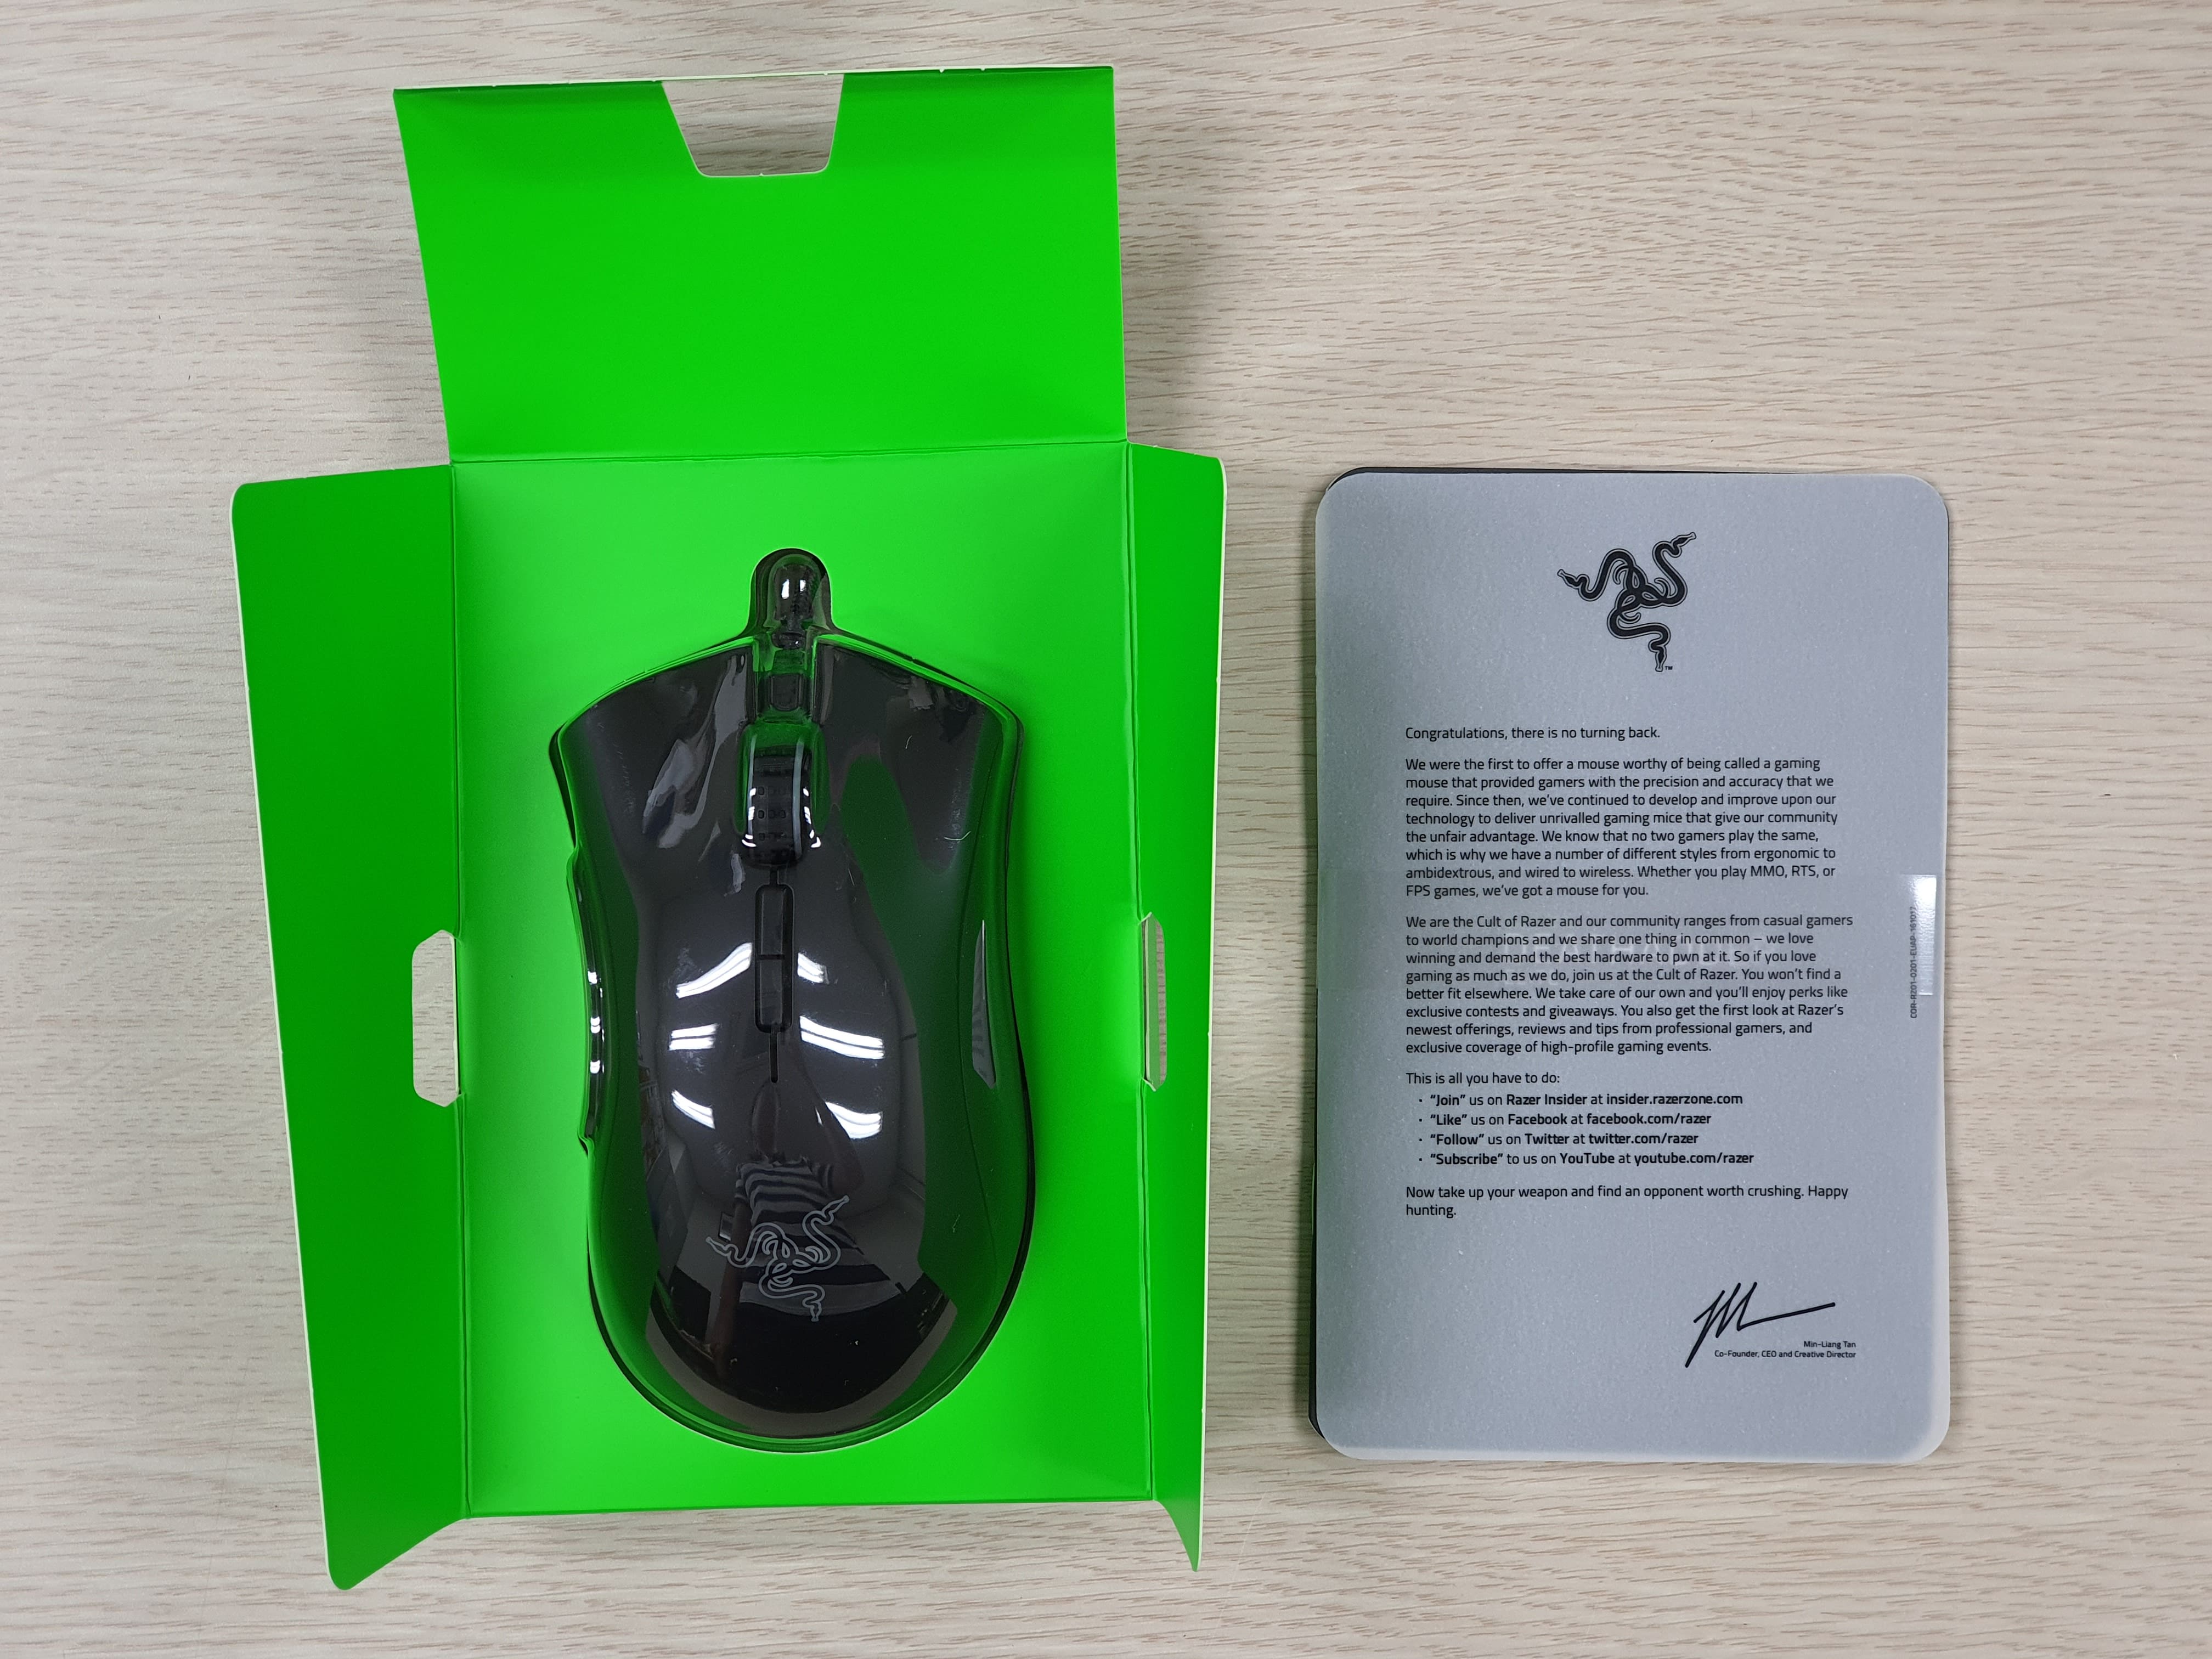 TM
Congratulations, there is no turning back.
We were the first to offer a mouse worthy of being called a gaming
mouse that provided gamers with the precision and accuracy that we
require. Since then, we've continued to develop and improve upon our
technology to deliver unrivalled gaming mice that give our community
the unfair advantage. We know that no two gamers play the same,
which is why we have a number of different styles from ergonomic to
ambidextrous, and wired to wireless. Whether you play MMO, RTS, or
FPS games, we've got a mouse for you.
We are the Cult of Razer and our community ranges from casual gamers
to world champions and we share one thing in common – we love
winning and demand the best hardware to pwn at it. So if you love
gaming as much as we do, join us at the Cult of Razer. You won't find a
better fit elsewhere. We take care of our own and you'll enjoy perks like
exclusive contests and giveaways. You also get the first look at Razer's
newest offerings, reviews and tips from professional gamers, and
exclusive coverage of high-profile gaming events.
This is all you have to do:
· "Join" us on Razer Insider at insider.razerzone.com
· "Like" us on Facebook at facebook.com/razer
· "Follow" us on Twitter at twitter.com/razer
· "Subscribe" to us on YouTube at youtube.com/razer
Now take up your weapon and find an opponent worth crushing. Happy
hunting.
Min-Liang Tan
Co-Founder, CEO and Creative Director